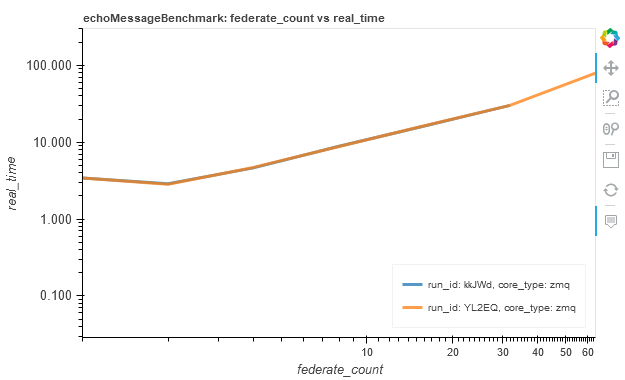 echoMessageBenchmark: federate_count vs real_time
100.000
10.000
1.000
0.100
real_time
run_id: kkJWd, core_type: zmq
run_id: YL2EQ, core_type: zmq
10 20 30 40 50 60
federate_count